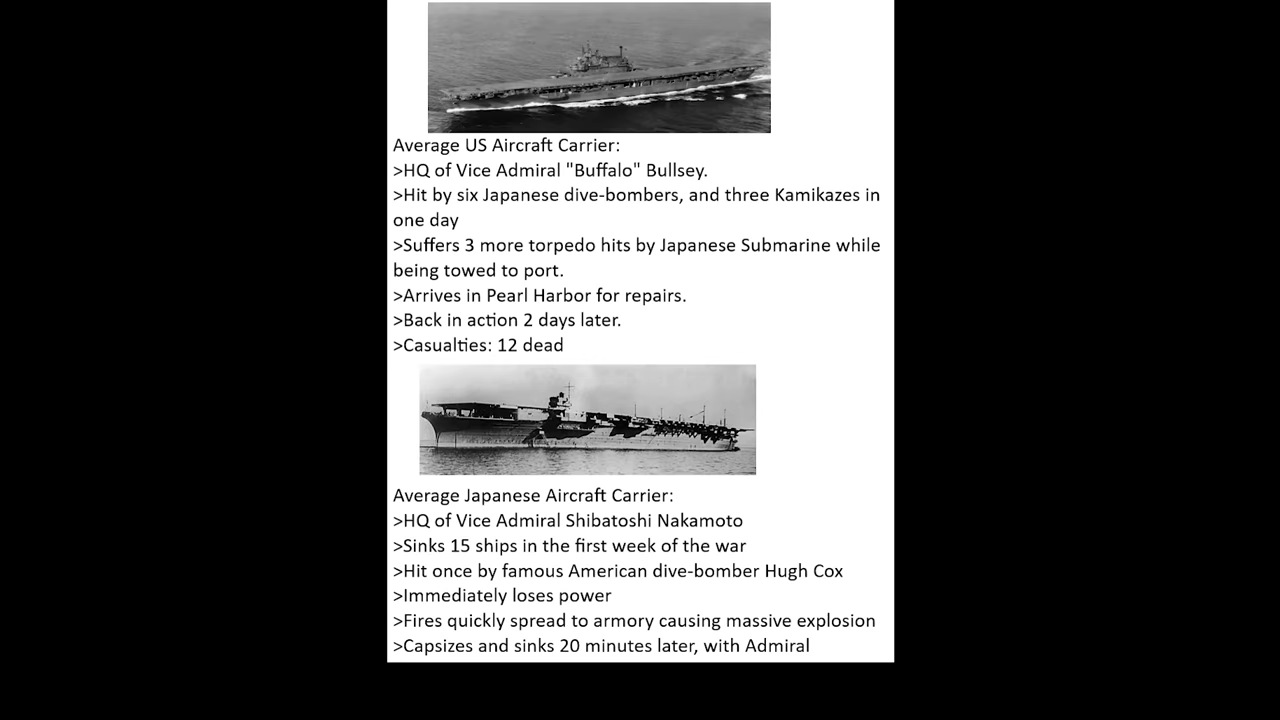 Average US Aircraft Carrier:
>HQ of Vice Admiral "Buffalo" Bullsey.
>Hit by six Japanese dive-bombers, and three Kamikazes in
one day
>Suffers 3 more torpedo hits by Japanese Submarine while
being towed to port.
>Arrives in Pearl Harbor for repairs.
>Back in action 2 days later.
>Casualties: 12 dead
Average Japanese Aircraft Carrier:
>HQ of Vice Admiral Shibatoshi Nakamoto
>Sinks 15 ships in the first week of the war
>Hit once by famous American dive-bomber Hugh Cox
>Immediately loses power
>Fires quickly spread to armory causing massive explosion
>Capsizes and sinks 20 minutes later, with Admiral